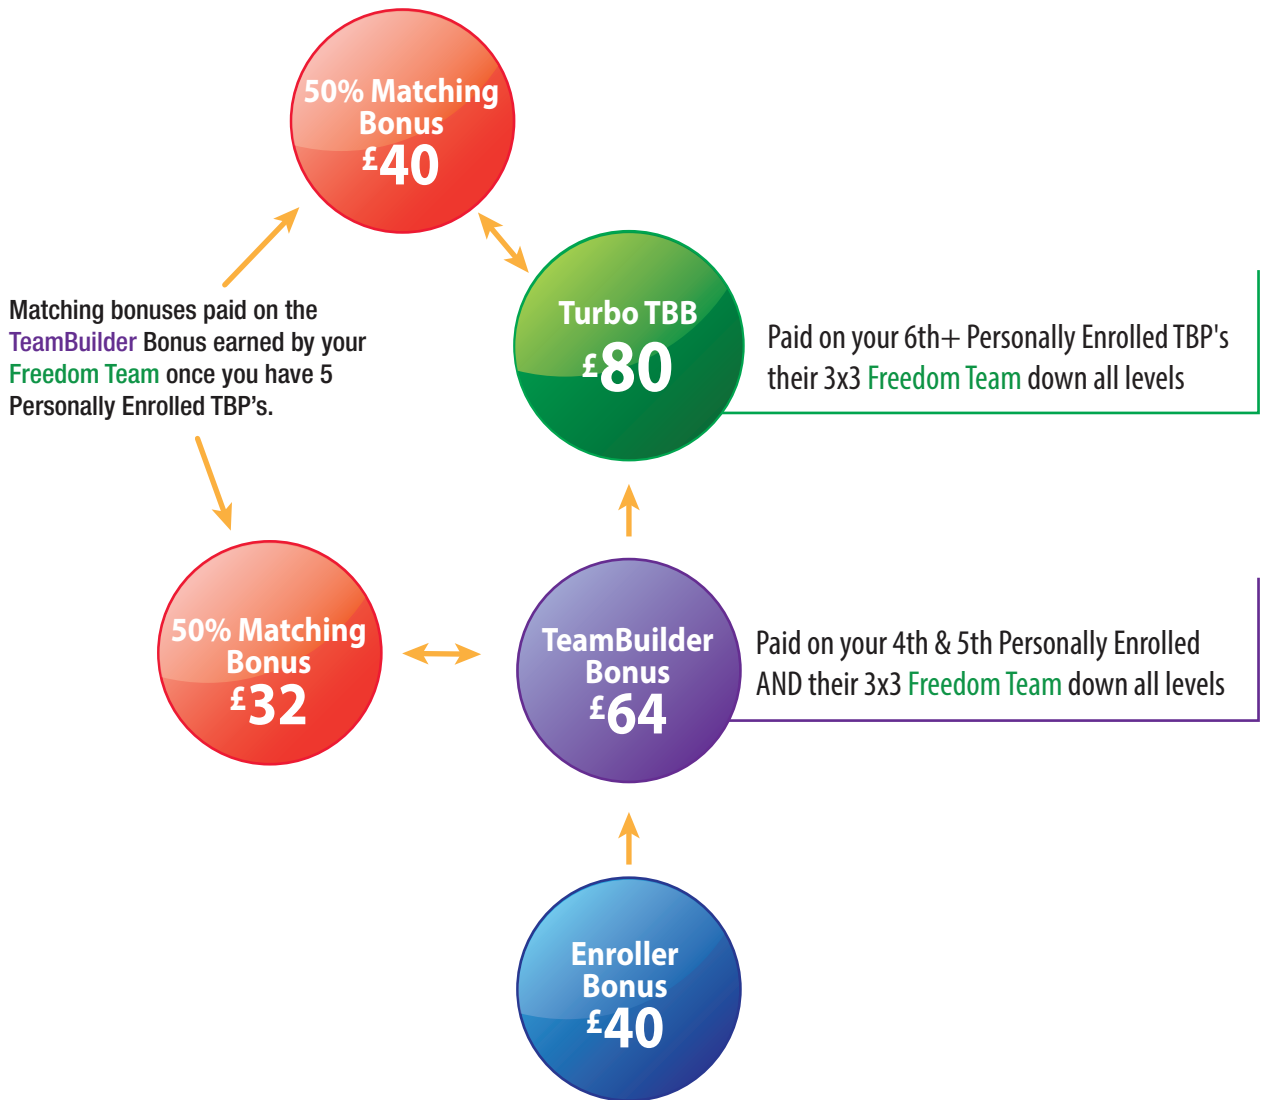 50% Matching
Bonus
£40
Turbo TBB
£80
Paid on your 6th+ Personally Enrolled TBP's
their 3x3 Freedom Team down all levels
Matching bonuses paid on the
TeamBuilder Bonus earned by your
Freedom Team once you have 5
Personally Enrolled TBP’s.
50% Matching
Bonus
£32
TeamBuilder
Bonus
£64
Paid on your 4th & 5th Personally Enrolled
AND their 3x3 Freedom Team down all levels
Enroller
Bonus
£40